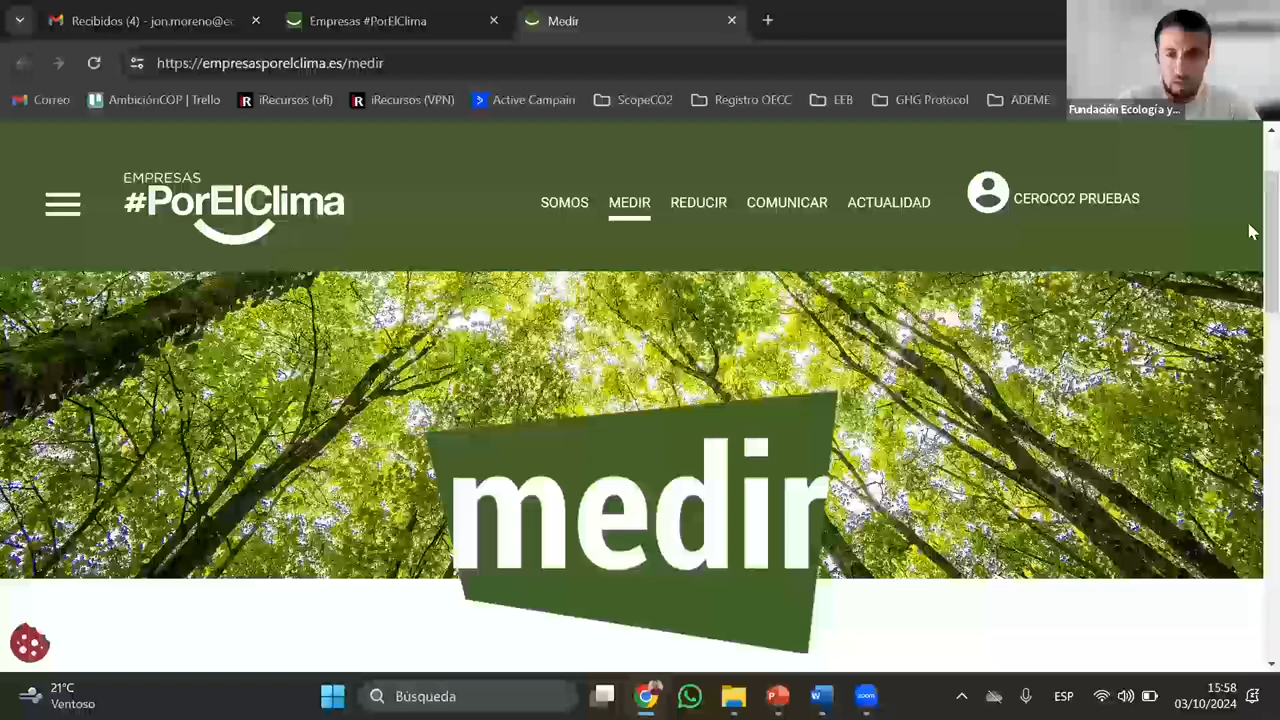 Recibidos (4) - jon.moreno@ec
Empresas #PorElClima
Medir
https://empresasporelclima.es/medir
Correo
AmbiciónCOP | Trello
iRecursos (ofi)
iRecursos (VPN)
Active Campain
ScopeCO2
Registro OECC
EEB
GHG Protocol
ADEME
Fundación Ecología y...
EMPRESAS
#PorElClima
SOMOS
MEDIR
REDUCIR
COMUNICAR
ACTUALIDAD
CEROCO2 PRUEBAS
medir
21°C
Ventoso
Búsqueda
zoom
ESP
15:58
03/10/2024